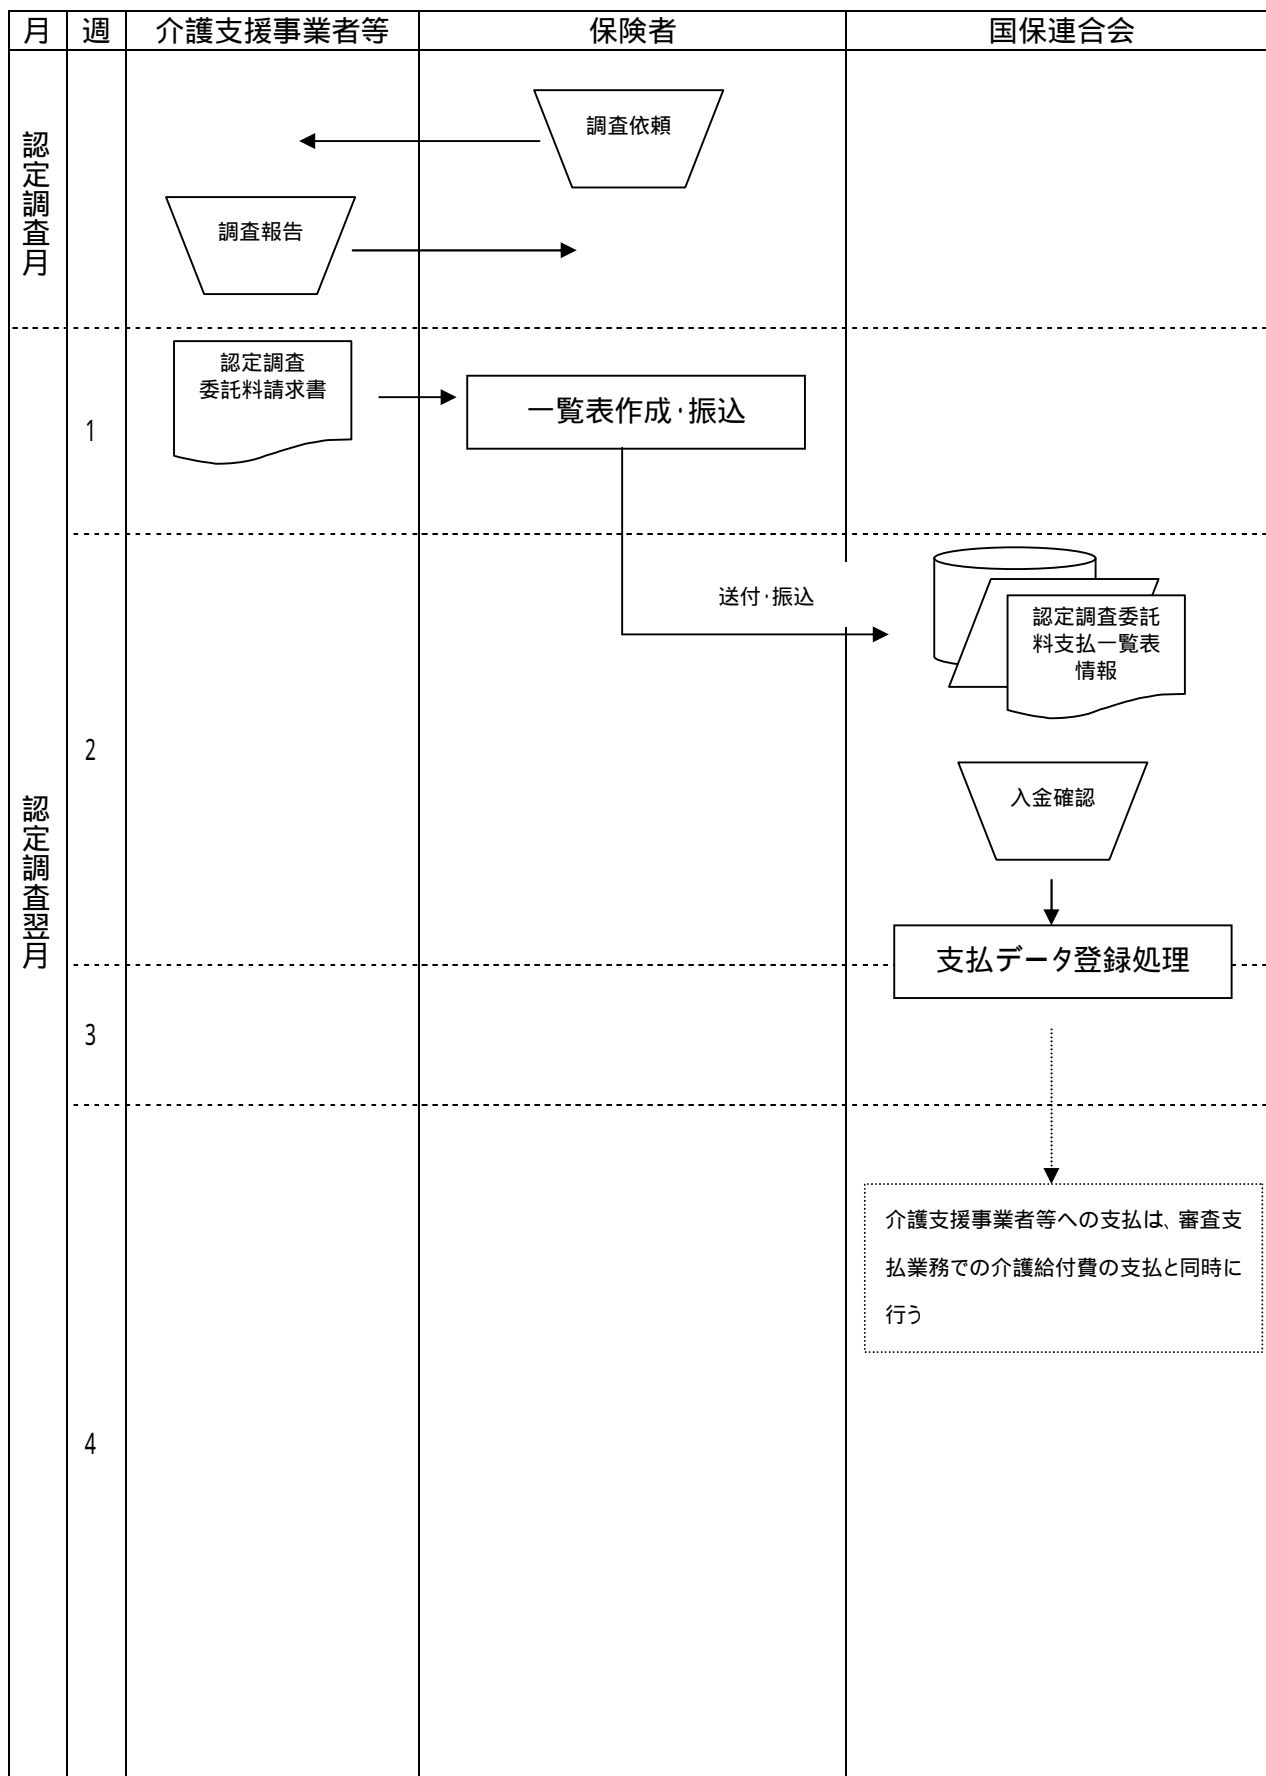 月 週 介護支援事業者等 保険者 国保連合会
認定調査月
調査依頼
調査報告
認定調査翌月
1
認定調査
委託料請求書
一覧表作成・振込
2
送付・振込
認定調査委託
料支払一覧表
情報
入金確認
支払データ登録処理
3
4
介護支援事業者等への支払は、審査支
払業務での介護給付費の支払と同時に
行う